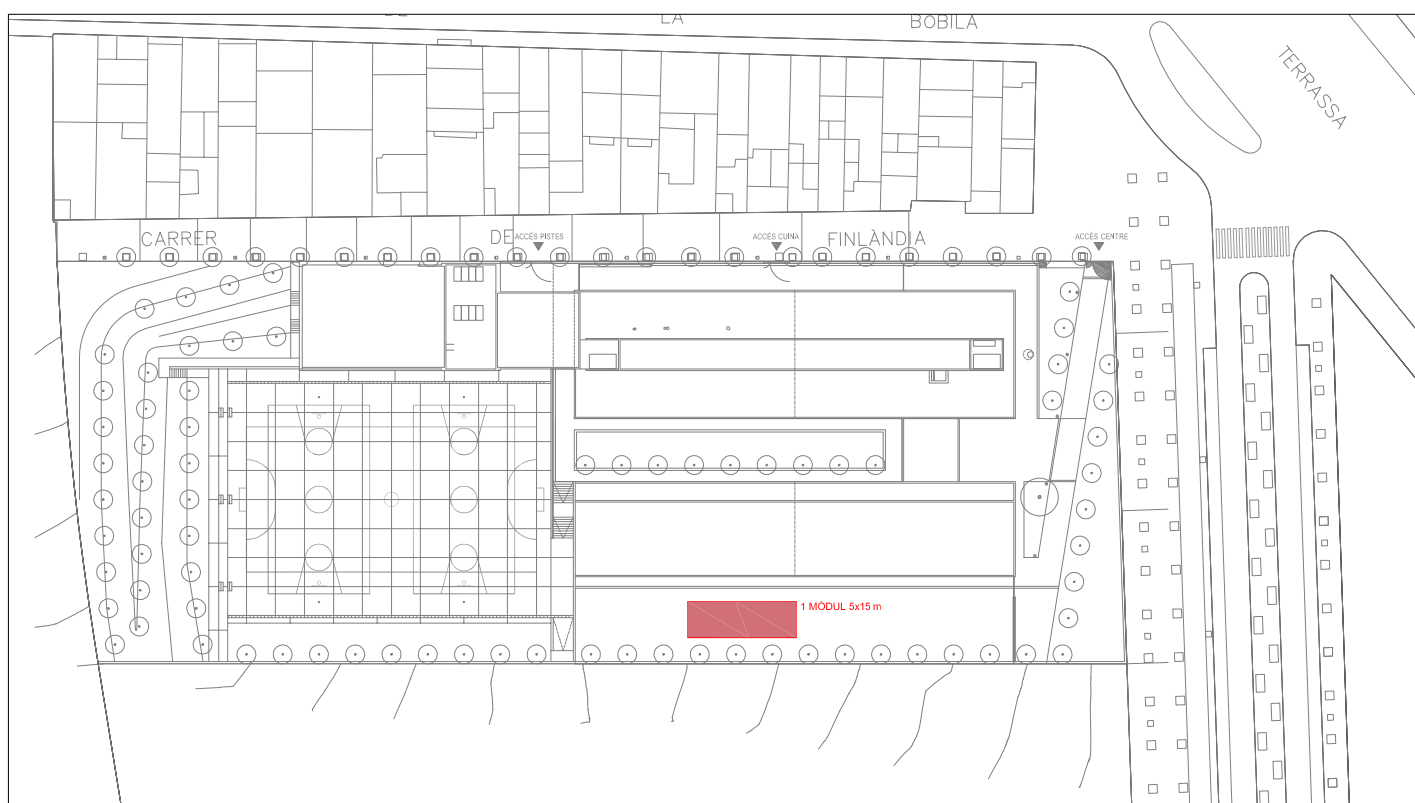 LA
BOBILA
TERRASSA
CARRER DE FINLÀNDIA
ACCÉS PISTES
ACCÉS CUINA
ACCÉS CENTRE
1 MÒDUL 5x15 m